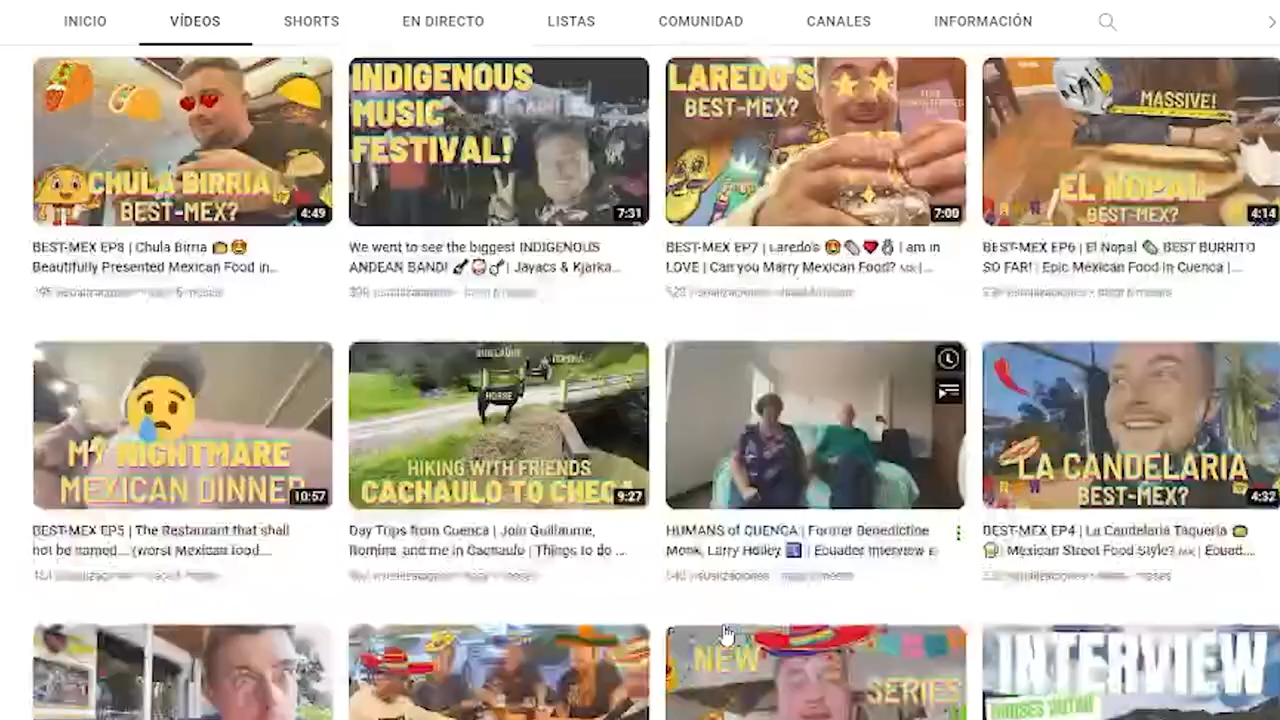 INICIO
VÍDEOS
SHORTS
EN DIRECTO
LISTAS
COMUNIDAD
CANALES
INFORMACIÓN
CHULA BIRRIA
BEST-MEX?
4:49
INDIGENOUS
MUSIC
FESTIVAL!
7:31
LAREDO'S
BEST-MEX?
7:00
MASSIVE!
EL NOPAL
BEST-MEX?
4:14
BEST-MEX EP8 | Chula Birria
Beautifully Presented Mexican Food in...
We went to see the biggest INDIGENOUS
ANDEAN BAND! | Jayacs & Kjarka...
BEST-MEX EP7 | Laredo's I am in
LOVE | Can you Marry Mexican Food? |...
BEST-MEX EP6 | El Nopal BEST BURRITO
SO FAR! | Epic Mexican Food in Cuenca |...
MY NIGHTMARE
MEXICAN DINNER
10:57
HORSE
HIKING WITH FRIENDS
CACHAULO TO CHECA
9:27
LA CANDELARIA
BEST-MEX?
4:32
BEST-MEX EP5 | The Restaurant that shall
not be named.... (worst Mexican food....
Day Trips from Cuenca | Join Guillaume,
Romina and me in Cachaulo | Things to do ...
HUMANS of CUENCA | Former Benedictine
Monk, Larry Holley | Ecuador Interview
BEST-MEX EP4 | La Candelaria Taqueria
| Mexican Street Food Style? | Ecuad....
NEW
SERIES
INTERVIEW